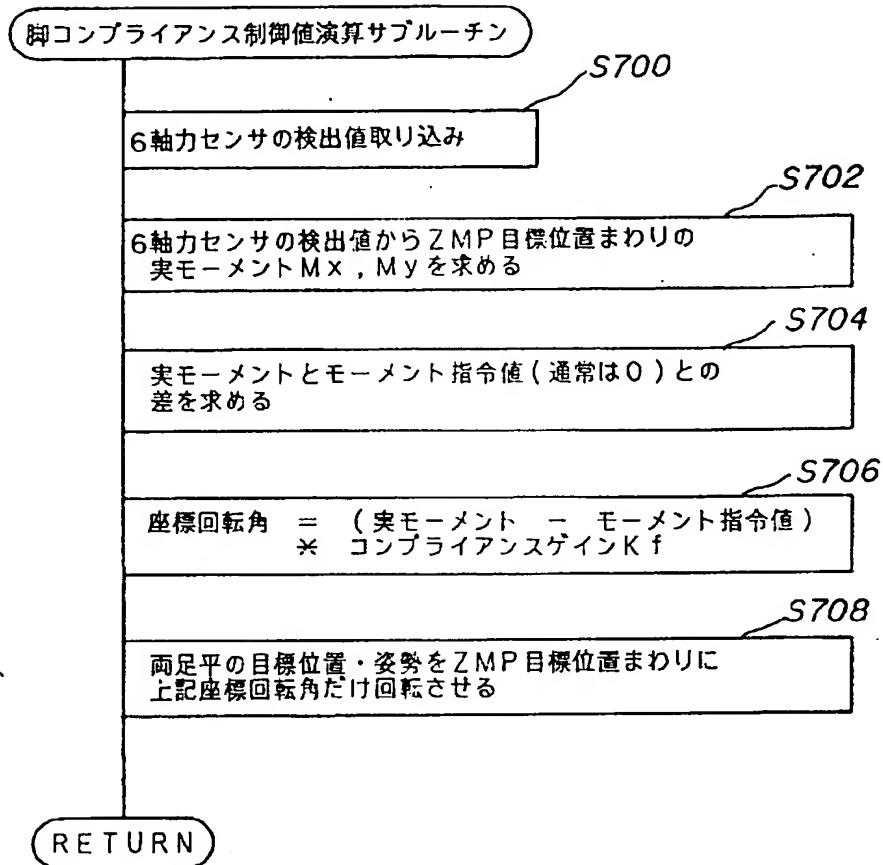 脚コンプライアンス制御値演算サブルーチン
S700
6軸力センサの検出値取り込み
S702
6軸力センサの検出値からZMP目標位置まわりの
実モーメントMx,Myを求める
S704
実モーメントとモーメント指令値(通常は0)との
差を求める
S706
座標回転角 = (実モーメント - モーメント指令値)
* コンプライアンスゲインKf
S708
両足平の目標位置・姿勢をZMP目標位置まわりに
上記座標回転角だけ回転させる
RETURN